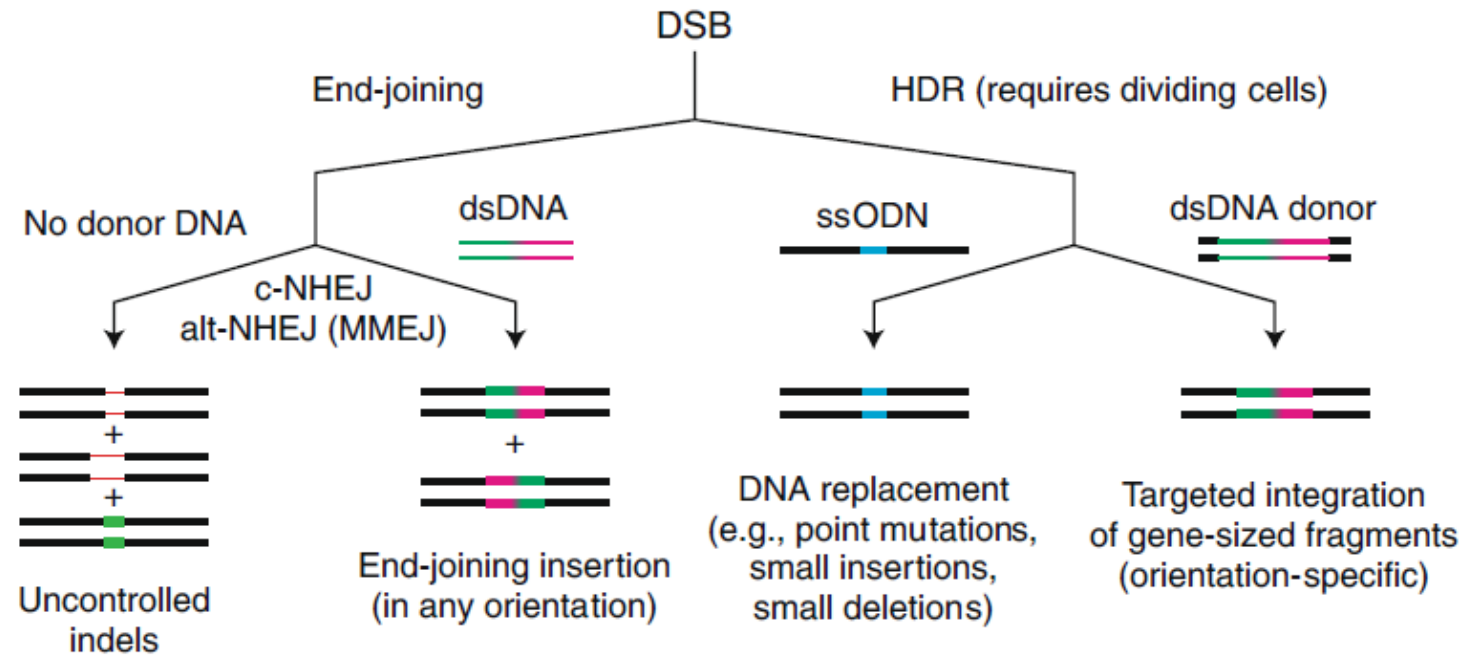 DSB
End-joining
HDR (requires dividing cells)
No donor DNA
dsDNA
ssODN
dsDNA donor
c-NHEJ
alt-NHEJ (MMEJ)
+
+
Uncontrolled
indels
+
End-joining insertion
(in any orientation)
DNA replacement
(e.g., point mutations,
small insertions,
small deletions)
Targeted integration
of gene-sized fragments
(orientation-specific)